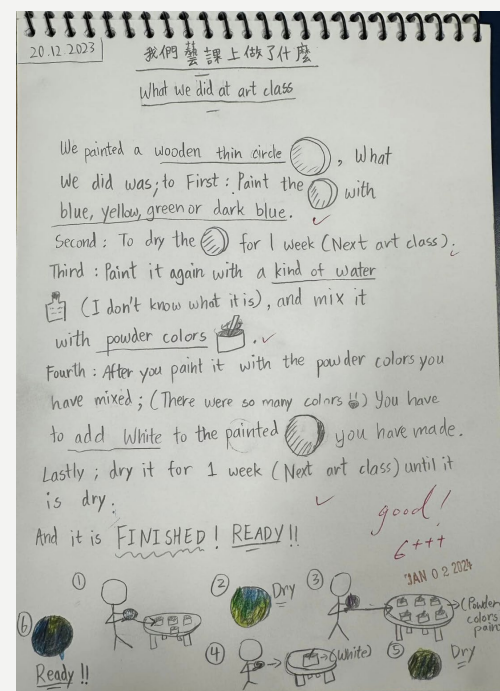 20.12.2023
我們藝課上做了什麼
What we did at art class
We painted a wooden thin circle , What
We did was; to First : Paint the with
blue, yellow, green or dark blue.
Second : To dry the for 1 week (Next art class).
Third : Paint it again with a kind of water
(I don't know what it is), and mix it
with powder colors .
Fourth : After you paint it with the powder colors you
have mixed; (There were so many colors !!) You have
to add White to the painted you have made.
Lastly ; dry it for 1 week (Next art class) until it
is dry.
And it is FINISHED! READY!!
good!
6+++
JAN 02 2024
①
② Dry
③ (Powder colors paint
④ (White)
⑤ Dry
⑥ Ready !!